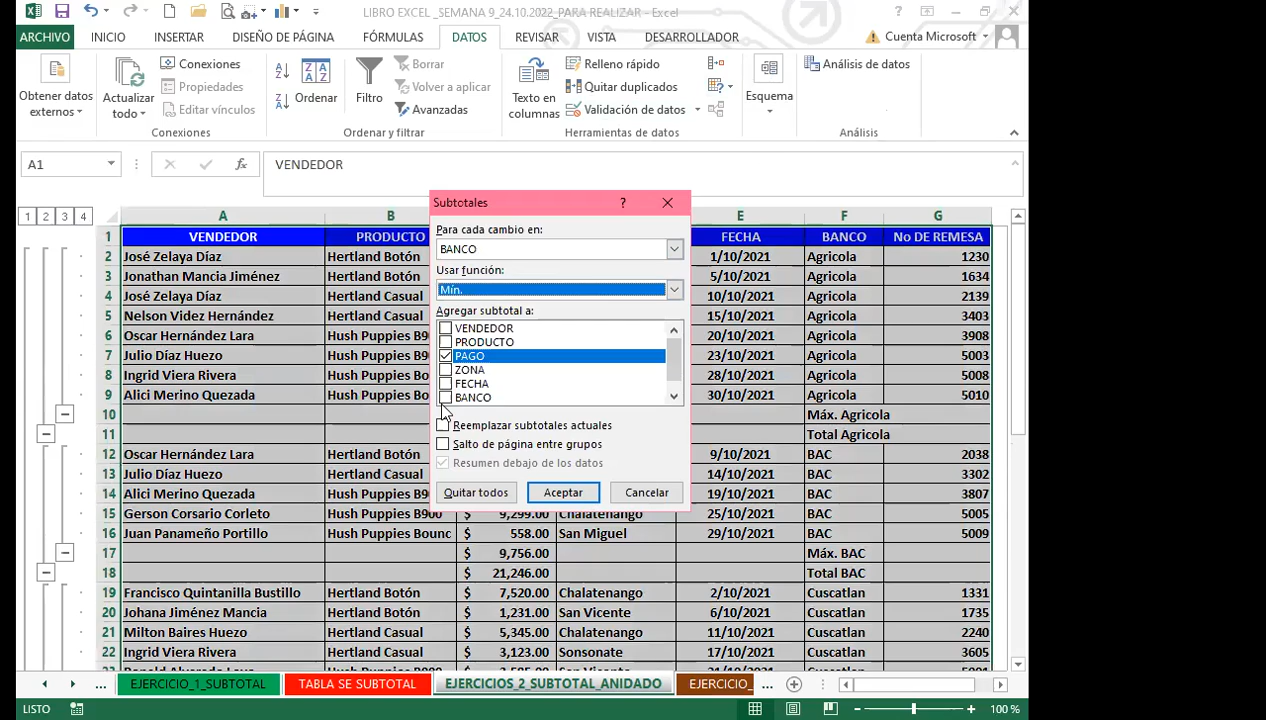 LIBRO EXCEL _SEMANA 9_24.10.2022_PARA REALIZAR - Excel
ARCHIVO INICIO INSERTAR DISEÑO DE PÁGINA FÓRMULAS DATOS REVISAR VISTA DESARROLLADOR Cuenta Microsoft
Obtener datos externos
Actualizar todo
Conexiones
Propiedades
Editar vínculos
Conexiones
Ordenar
Filtro
Borrar
Volver a aplicar
Avanzadas
Ordenar y filtrar
Texto en columnas
Relleno rápido
Quitar duplicados
Validación de datos
Herramientas de datos
Esquema
Análisis de datos
Análisis
A1 fx VENDEDOR
Subtotales ?
Para cada cambio en:
BANCO
Usar función:
Mín.
Agregar subtotal a:
VENDEDOR
PRODUCTO
PAGO
ZONA
FECHA
BANCO
Reemplazar subtotales actuales
Salto de página entre grupos
Resumen debajo de los datos
Quitar todos Aceptar Cancelar
1 2 3 4 A B E F G
1 VENDEDOR PRODUCTO FECHA BANCO No DE REMESA
2 José Zelaya Díaz Hertland Botón 1/10/2021 Agricola 1230
3 Jonathan Mancia Jiménez Hertland Botón 5/10/2021 Agricola 1634
4 José Zelaya Díaz Hertland Casual 10/10/2021 Agricola 2139
5 Nelson Videz Hernández Hertland Casual 15/10/2021 Agricola 3403
6 Oscar Hernández Lara Hush Puppies B9 20/10/2021 Agricola 3908
7 Julio Díaz Huezo Hush Puppies B9 23/10/2021 Agricola 5003
8 Ingrid Viera Rivera Hush Puppies Bou 28/10/2021 Agricola 5008
9 Alici Merino Quezada Hush Puppies Bou 30/10/2021 Agricola 5010
10 Máx. Agricola
11 Total Agricola
12 Oscar Hernández Lara Hertland Botón 9/10/2021 BAC 2038
13 Julio Díaz Huezo Hertland Casual 13/10/2021 BAC 3302
14 Alici Merino Quezada Hush Puppies B9 19/10/2021 BAC 3807
15 Gerson Corsario Corleto Hush Puppies B900 $ 9,299.00 Chalatenango 25/10/2021 BAC 5005
16 Juan Panameño Portillo Hush Puppies Bounc $ 558.00 San Miguel 29/10/2021 BAC 5009
17 $ 9,756.00 Máx. BAC
18 $ 21,246.00 Total BAC
19 Francisco Quintanilla Bustillo Hertland Botón $ 7,520.00 Chalatenango 2/10/2021 Cuscatlan 1331
20 Johana Jiménez Mancia Hertland Botón $ 1,231.00 San Vicente 6/10/2021 Cuscatlan 1735
21 Milton Baires Huezo Hertland Casual $ 5,345.00 Chalatenango 11/10/2021 Cuscatlan 2240
22 Ingrid Viera Rivera Hertland Casual $ 3,123.00 Sonsonate 17/10/2021 Cuscatlan 3605
... EJERCICIO_1_SUBTOTAL TABLA SE SUBTOTAL EJERCICIOS_2_SUBTOTAL_ANIDADO EJERCICIO_ ...
LISTO 100 %